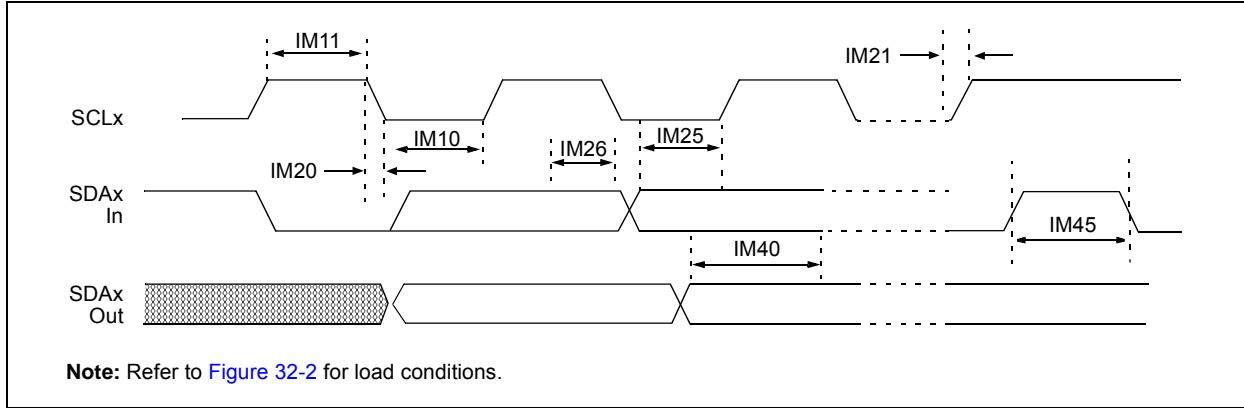 IM11
IM21
SCLx
IM10
IM26
IM25
IM20
SDAx
In
IM45
IM40
SDAx
Out
Note: Refer to Figure 32-2 for load conditions.